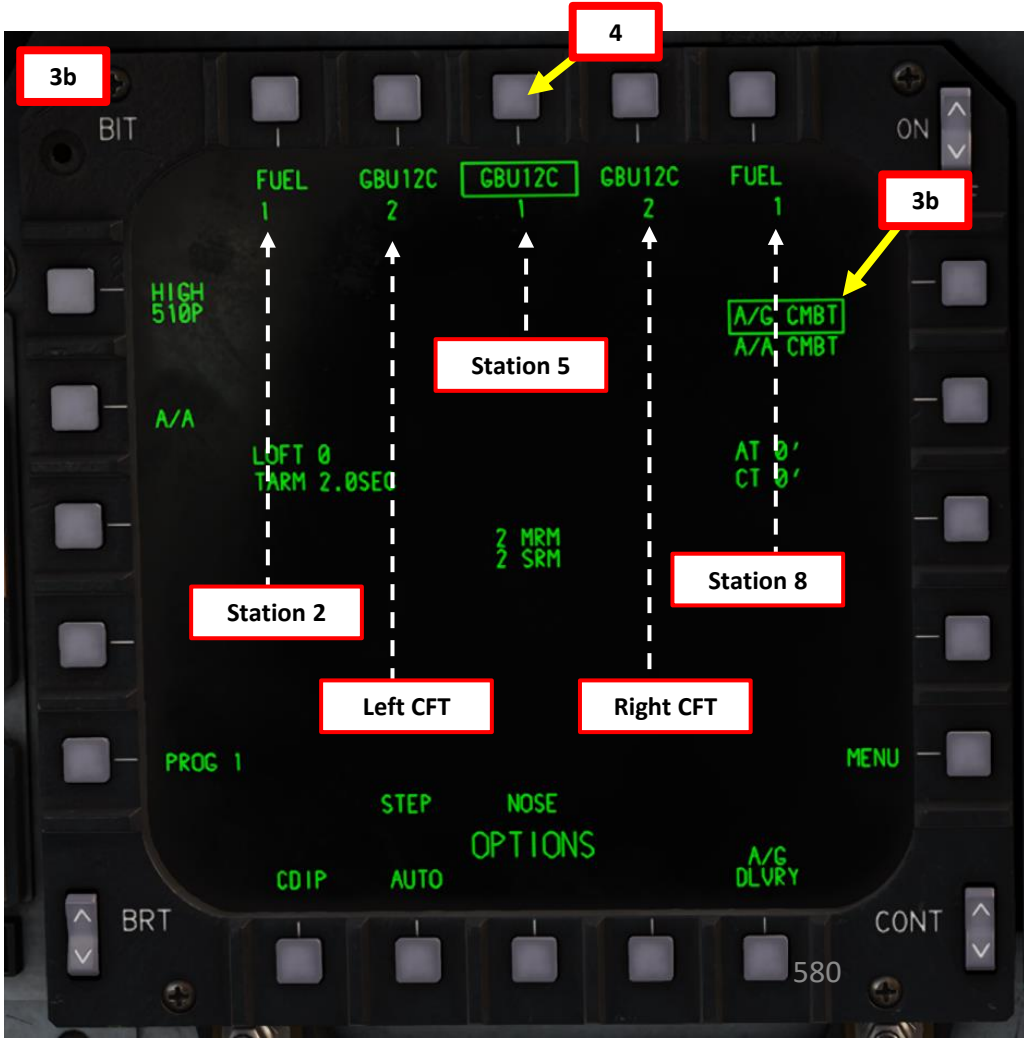 4
3b
BIT
ON
FUEL GBU12C GBU12C GBU12C FUEL
1 2 1 2 1
3b
HIGH
510P
A/G CMBT
A/A CMBT
Station 5
A/A
LOFT 0
TARM 2.0SEC
AT 0'
CT 0'
2 MRM
2 SRM
Station 2
Station 8
Left CFT
Right CFT
PROG 1
MENU
STEP NOSE
OPTIONS
CDIP AUTO
A/G
DLVRY
BRT
CONT
580